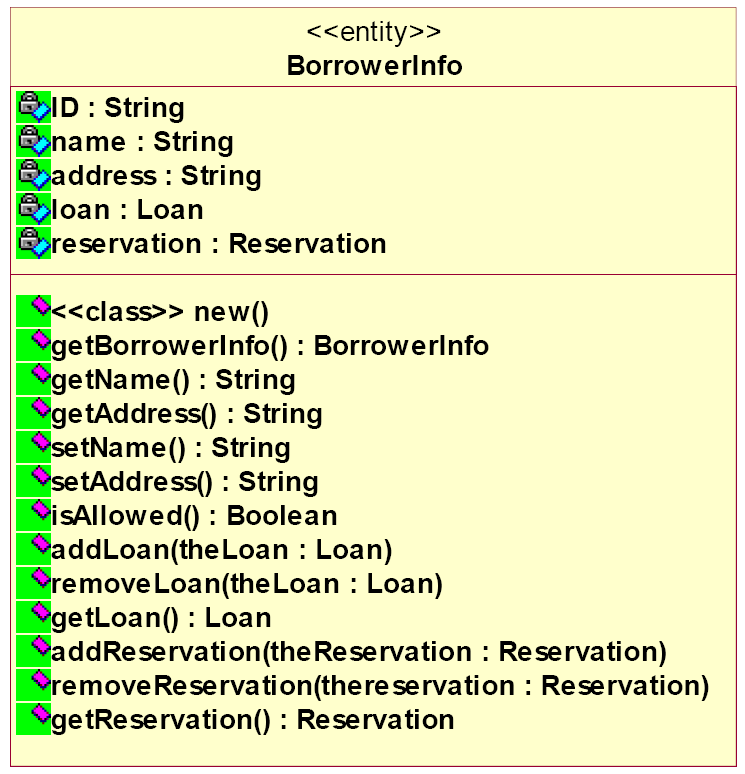 <<entity>>
BorrowerInfo
ID : String
name : String
address : String
loan : Loan
reservation : Reservation
<<class>> new()
getBorrowerInfo() : BorrowerInfo
getName() : String
getAddress() : String
setName() : String
setAddress() : String
isAllowed() : Boolean
addLoan(theLoan : Loan)
removeLoan(theLoan : Loan)
getLoan() : Loan
addReservation(theReservation : Reservation)
removeReservation(thereservation : Reservation)
getReservation() : Reservation